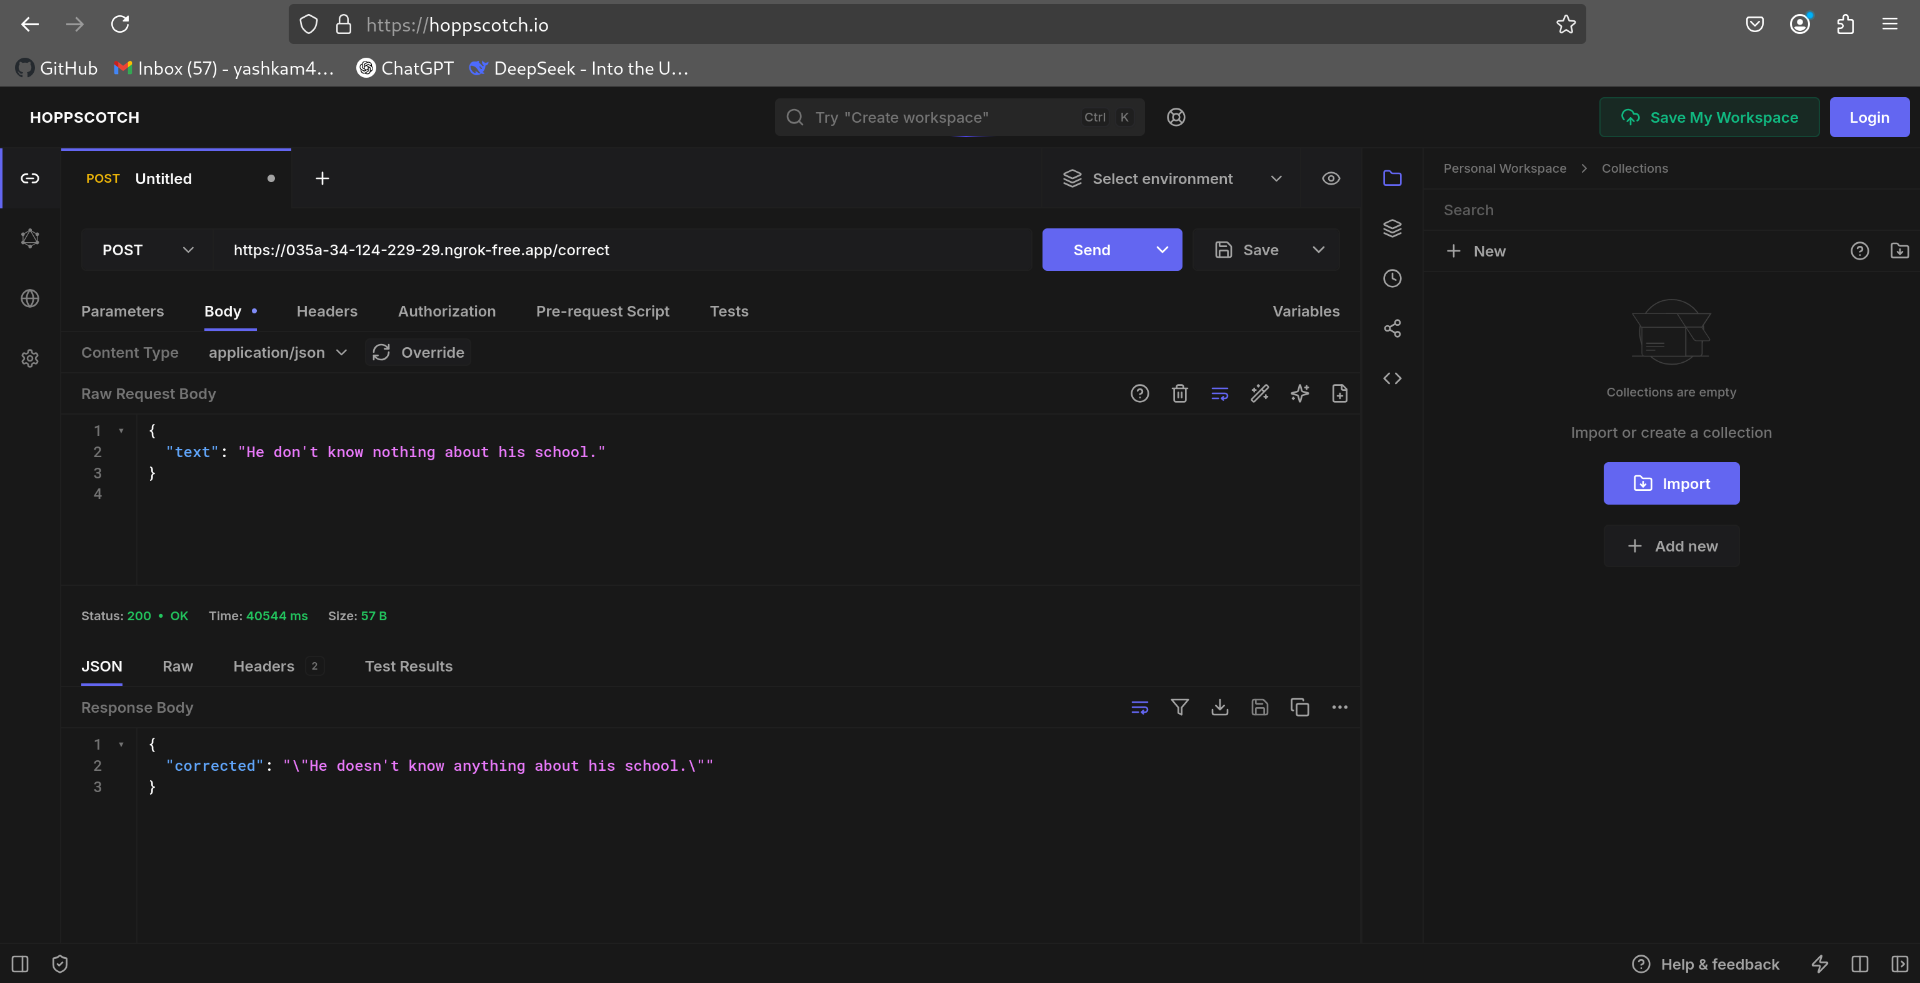 https://hoppscotch.io
GitHub Inbox (57) - yashkam4... ChatGPT DeepSeek - Into the U...
HOPPSCOTCH
Try "Create workspace" Ctrl K
Save My Workspace
Login
POST Untitled
Select environment
Personal Workspace > Collections
Search
New
POST https://035a-34-124-229-29.ngrok-free.app/correct
Send
Save
Parameters Body Headers Authorization Pre-request Script Tests Variables
Content Type application/json Override
Raw Request Body
1 {
2 "text": "He don't know nothing about his school."
3 }
4
Collections are empty
Import or create a collection
Import
Add new
Status: 200 • OK Time: 40544 ms Size: 57 B
JSON Raw Headers 2 Test Results
Response Body
1 {
2 "corrected": "\"He doesn't know anything about his school.\""
3 }
Help & feedback